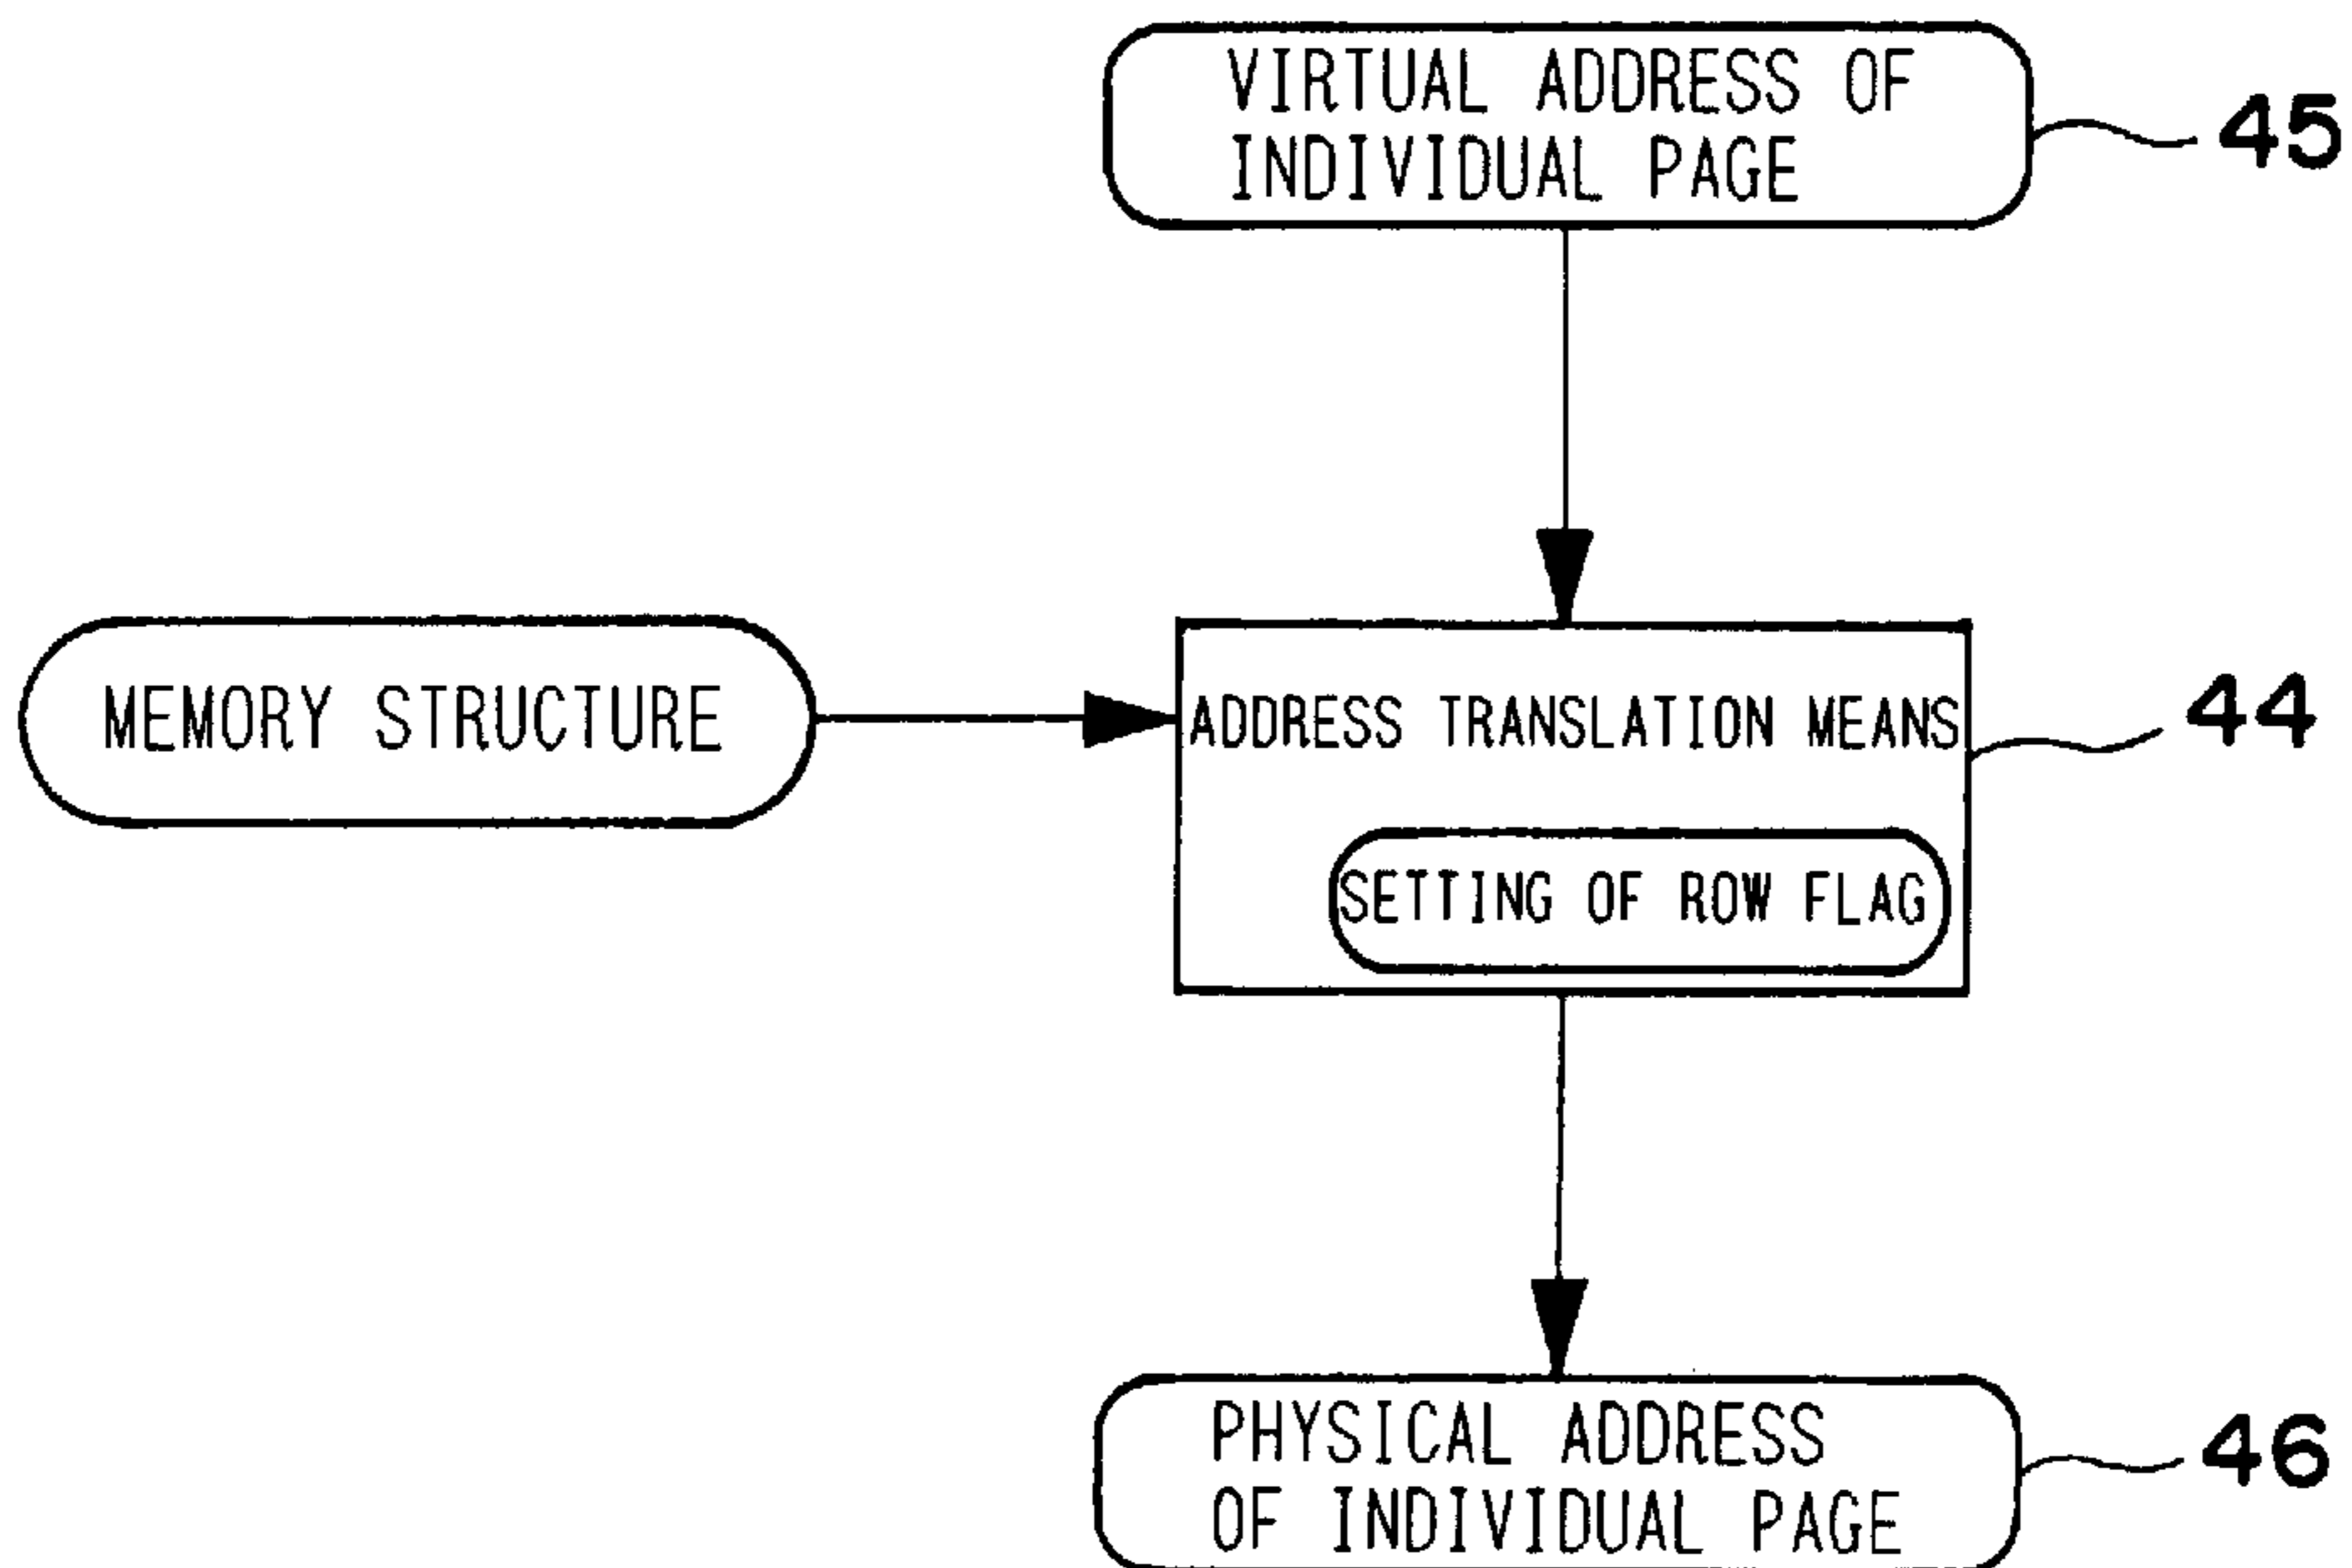 VIRTUAL ADDRESS OF
INDIVIDUAL PAGE
45
MEMORY STRUCTURE
ADDRESS TRANSLATION MEANS
44
SETTING OF ROW FLAG
PHYSICAL ADDRESS
OF INDIVIDUAL PAGE
46